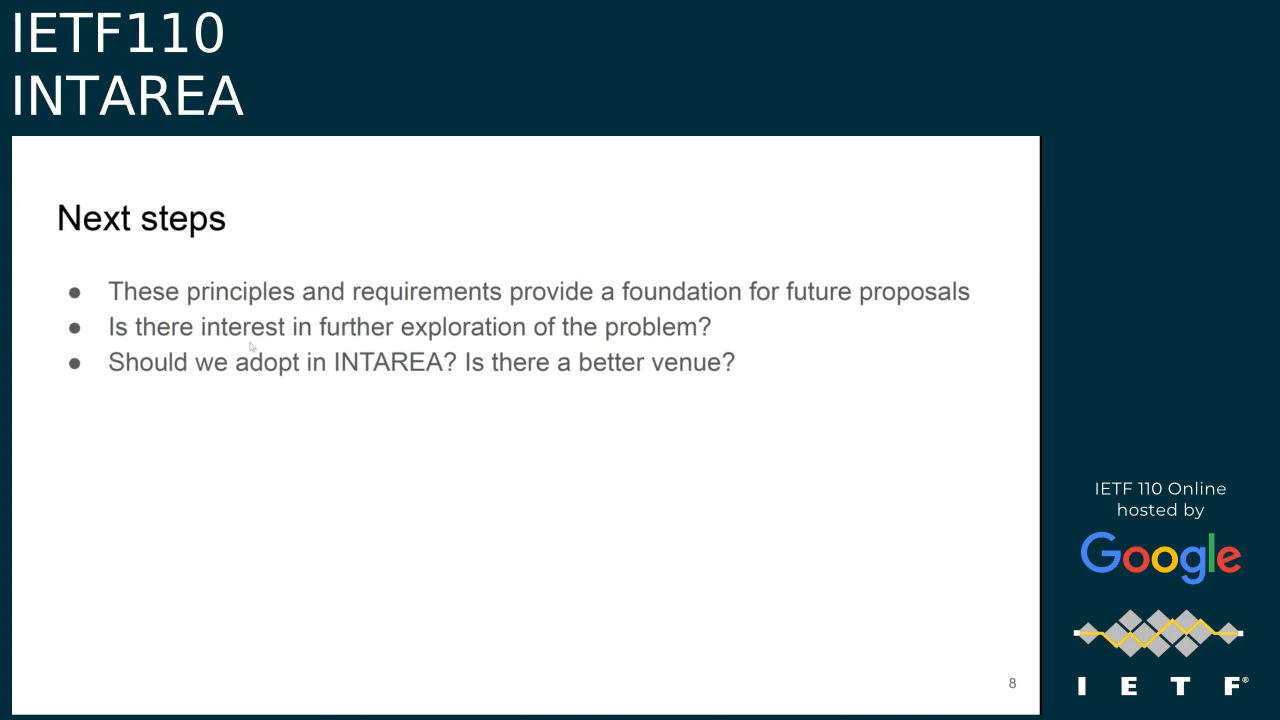 IETF110
INTAREA
Next steps
● These principles and requirements provide a foundation for future proposals
● Is there interest in further exploration of the problem?
● Should we adopt in INTAREA? Is there a better venue?
8
IETF 110 Online
hosted by
Google
I E T F®